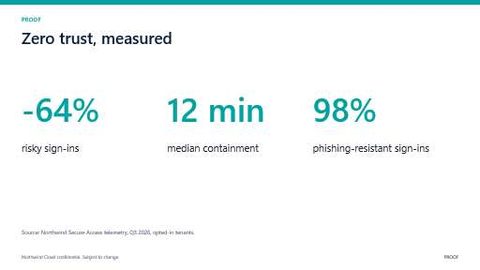 PROOF
Zero trust, measured
-64%
12 min
98%
risky sign-ins
median containment
phishing-resistant sign-ins
Source: Northwind Secure Access telemetry, Q3 2026, opted-in tenants.
Northwind Cloud confidential. Subject to change.
PROOF